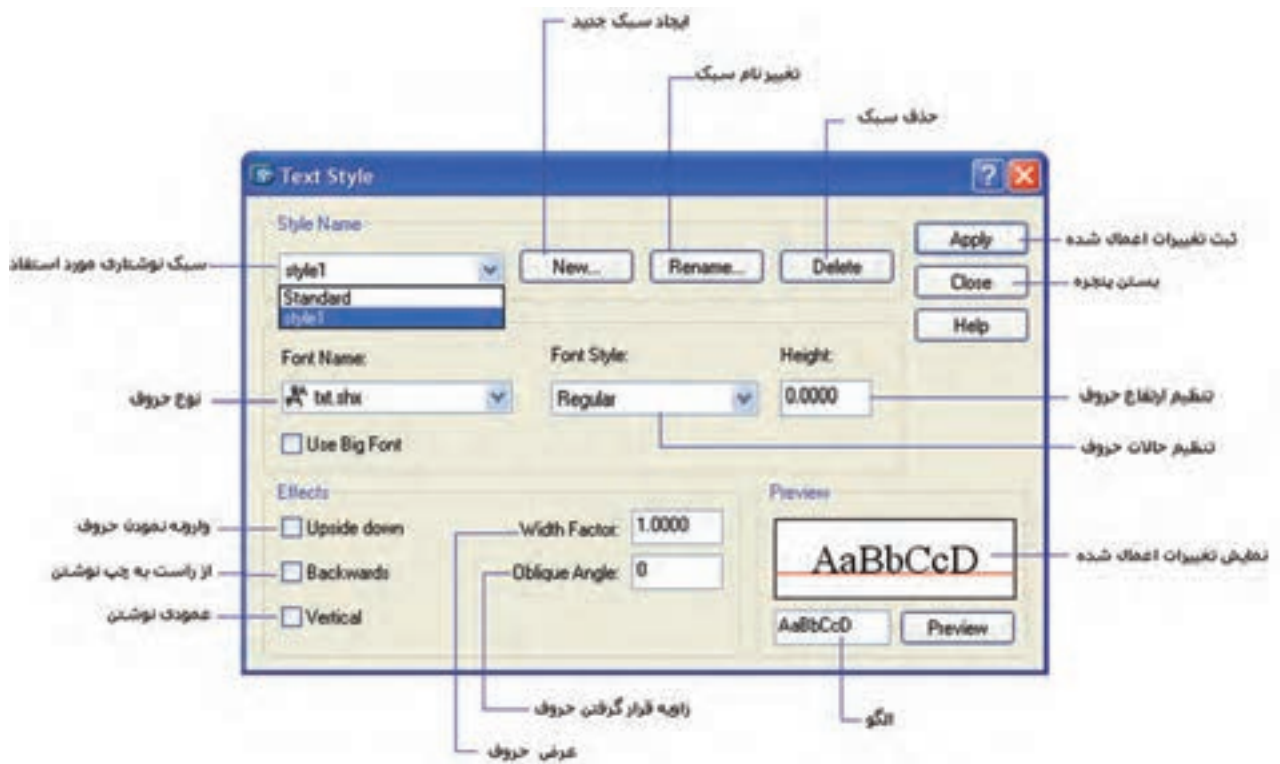 ایجاد سبک جدید
تغییر نام سبک
حذف سبک
Text Style
Style Name
style1
New...
Rename...
Delete
Apply
ثبت تغییرات اعمال شده
Standard
style1
سبک نوشتاری مورد استفاد
Close
بستن پنجره
Help
Font Name:
Font Style:
Height:
نوع حروف
txt.shx
Regular
0.0000
تنظیم ارتفاع حروف
Use Big Font
تنظیم حالات حروف
Effects
Preview
وارونه نمودن حروف
Upside down
Width Factor:
1.0000
از راست به چپ نوشتن
Backwards
Oblique Angle:
0
AaBbCcD
نمایش تغییرات اعمال شده
عمودی نوشتن
Vertical
AaBbCcD
Preview
زاویه قرار گرفتن حروف
الگو
عرض حروف